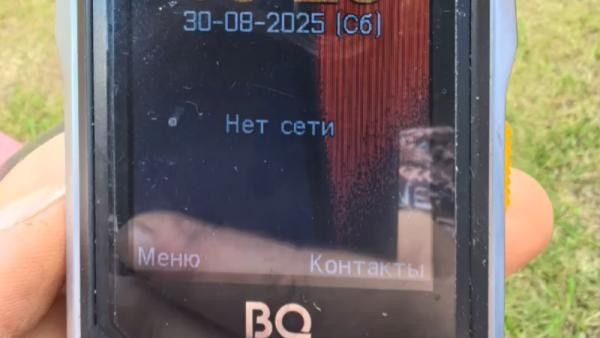 30-08-2025 (Сб)
Нет сети
Меню Контакты
BQ